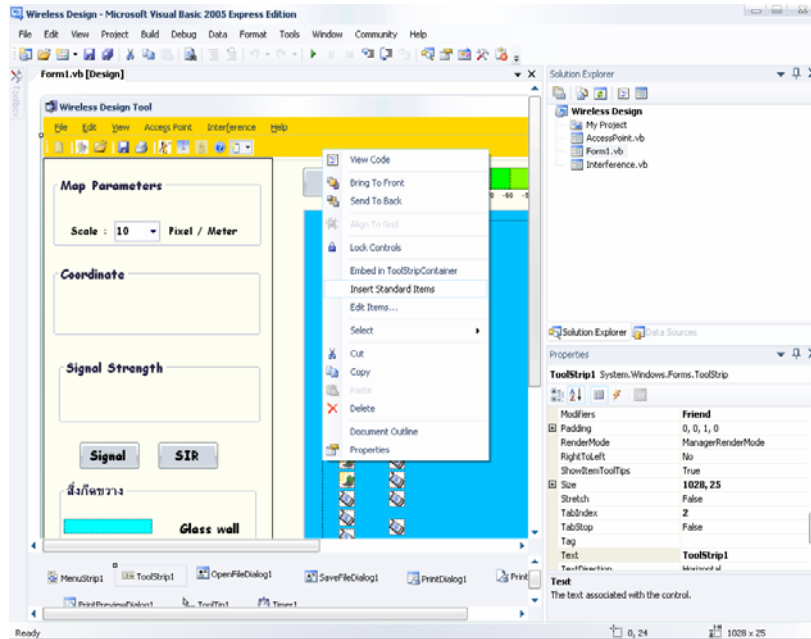 Wireless Design - Microsoft Visual Basic 2005 Express Edition
File Edit View Project Build Debug Data Format Tools Window Community Help
Toolbox
Form1.vb [Design]
Wireless Design Tool
File Edit View Access Point Interference Help
Map Parameters
Scale : 10 Pixel / Meter
Coordinate
Signal Strength
Signal SIR
สิ่งกีดขวาง
Glass wall
-60
View Code
Bring To Front
Send To Back
Align To Grid
Lock Controls
Embed in ToolStripContainer
Insert Standard Items
Edit Items...
Select
Cut
Copy
Paste
Delete
Document Outline
Properties
MenuStrip1 ToolStrip1 OpenFileDialog1 SaveFileDialog1 PrintDialog1 Print
PrintPreviewDialog1 ToolTip1 Timer1
Solution Explorer
Wireless Design
My Project
AccessPoint.vb
Form1.vb
Interference.vb
Solution Explorer Data Sources
Properties
ToolStrip1 System.Windows.Forms.ToolStrip
Modifiers Friend
Padding 0, 0, 1, 0
RenderMode ManagerRenderMode
RightToLeft No
ShowItemToolTips True
Size 1028, 25
Stretch False
TabIndex 2
TabStop False
Tag
Text ToolStrip1
TextDirection Horizontal
Text
The text associated with the control.
Ready 0, 24 1028 x 25